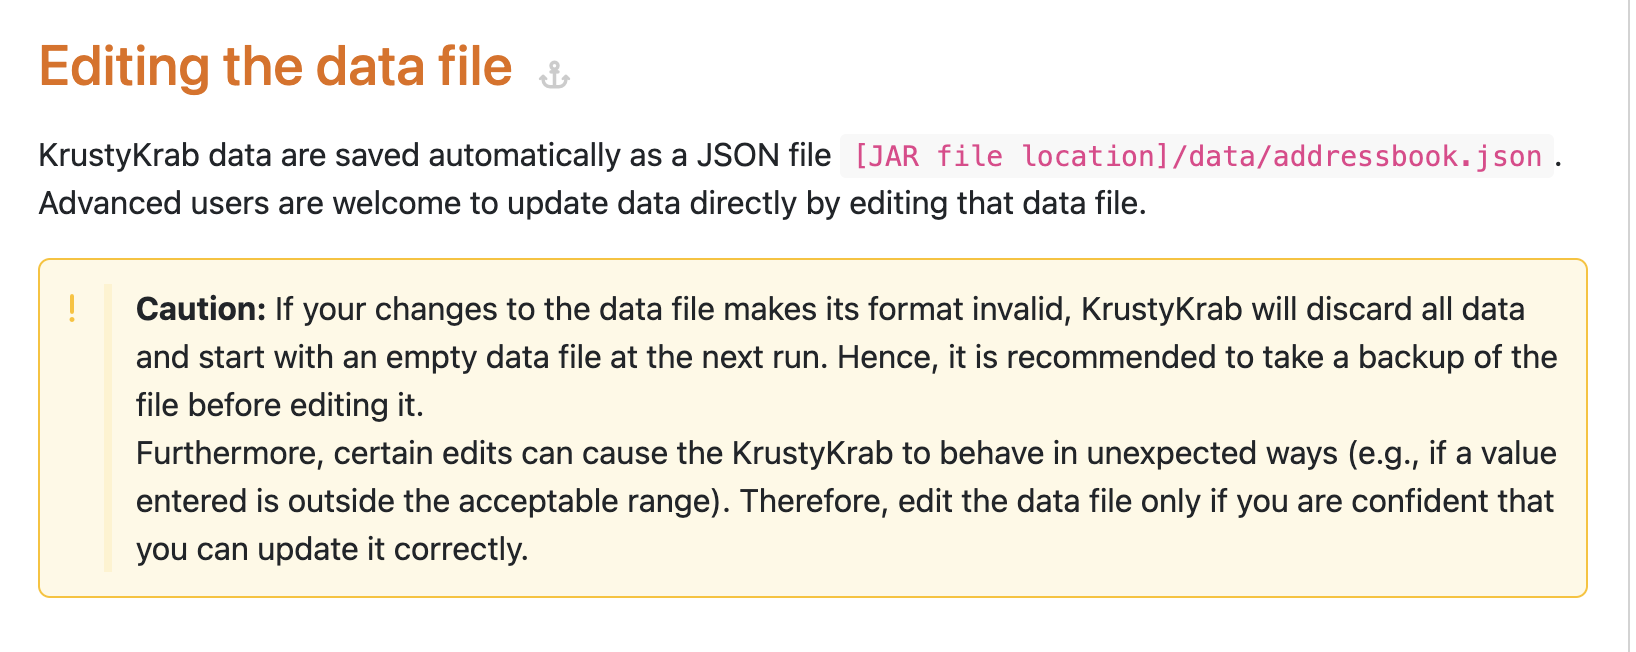 Editing the data file
KrustyKrab data are saved automatically as a JSON file [JAR file location]/data/addressbook.json.
Advanced users are welcome to update data directly by editing that data file.
! Caution: If your changes to the data file makes its format invalid, KrustyKrab will discard all data
and start with an empty data file at the next run. Hence, it is recommended to take a backup of the
file before editing it.
Furthermore, certain edits can cause the KrustyKrab to behave in unexpected ways (e.g., if a value
entered is outside the acceptable range). Therefore, edit the data file only if you are confident that
you can update it correctly.